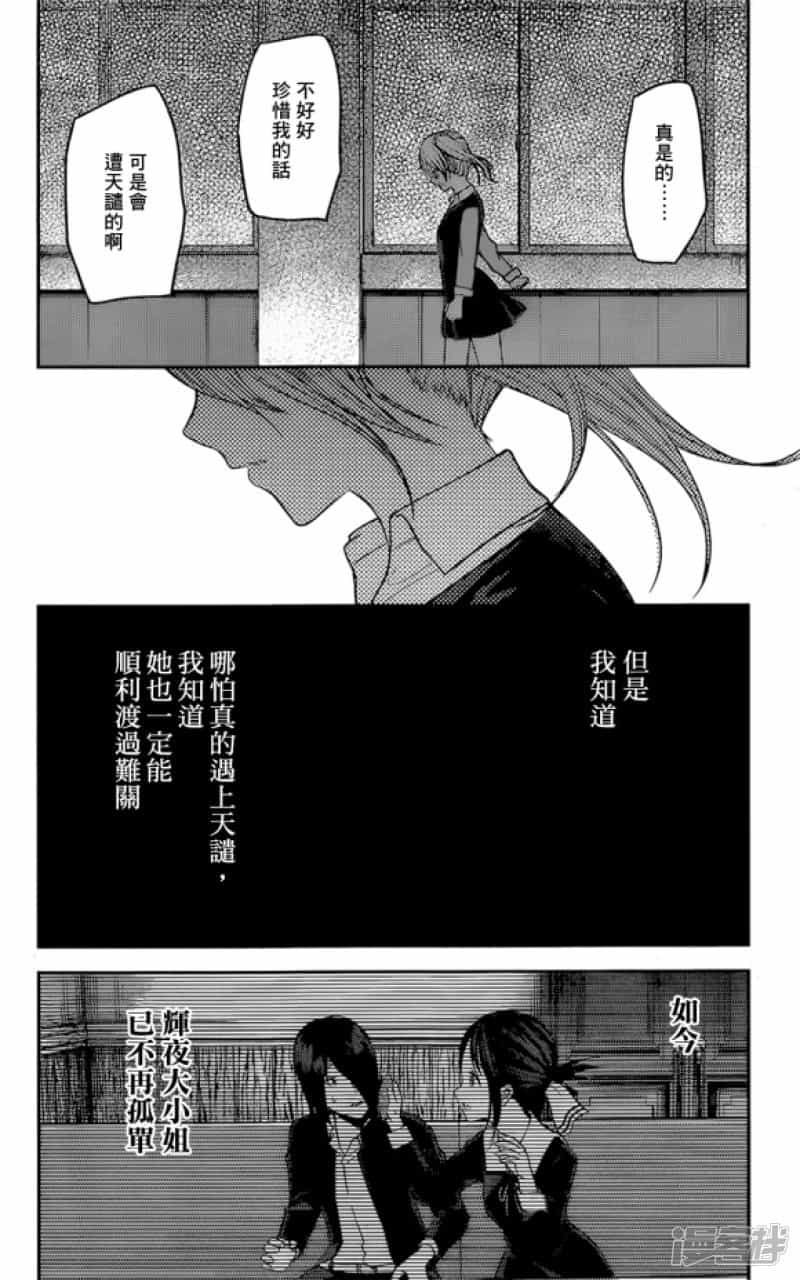 真是的……
不好好
珍惜我的話
可是會
遭天譴的啊
但是
我知道
哪怕真的遇上天譴，
我知道
她也一定能
順利渡過難關
如今
輝夜大小姐
已不再孤單
漫客栈